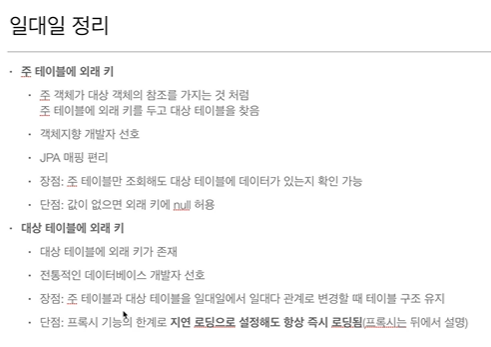 일대일 정리
· 주 테이블에 외래 키
· 주 객체가 대상 객체의 참조를 가지는 것 처럼
주 테이블에 외래 키를 두고 대상 테이블을 찾음
· 객체지향 개발자 선호
· JPA 매핑 편리
· 장점: 주 테이블만 조회해도 대상 테이블에 데이터가 있는지 확인 가능
· 단점: 값이 없으면 외래 키에 null 허용
· 대상 테이블에 외래 키
· 대상 테이블에 외래 키가 존재
· 전통적인 데이터베이스 개발자 선호
· 장점: 주 테이블과 대상 테이블을 일대일에서 일대다 관계로 변경할 때 테이블 구조 유지
· 단점: 프록시 기능의 한계로 지연 로딩으로 설정해도 항상 즉시 로딩됨(프록시는 뒤에서 설명)